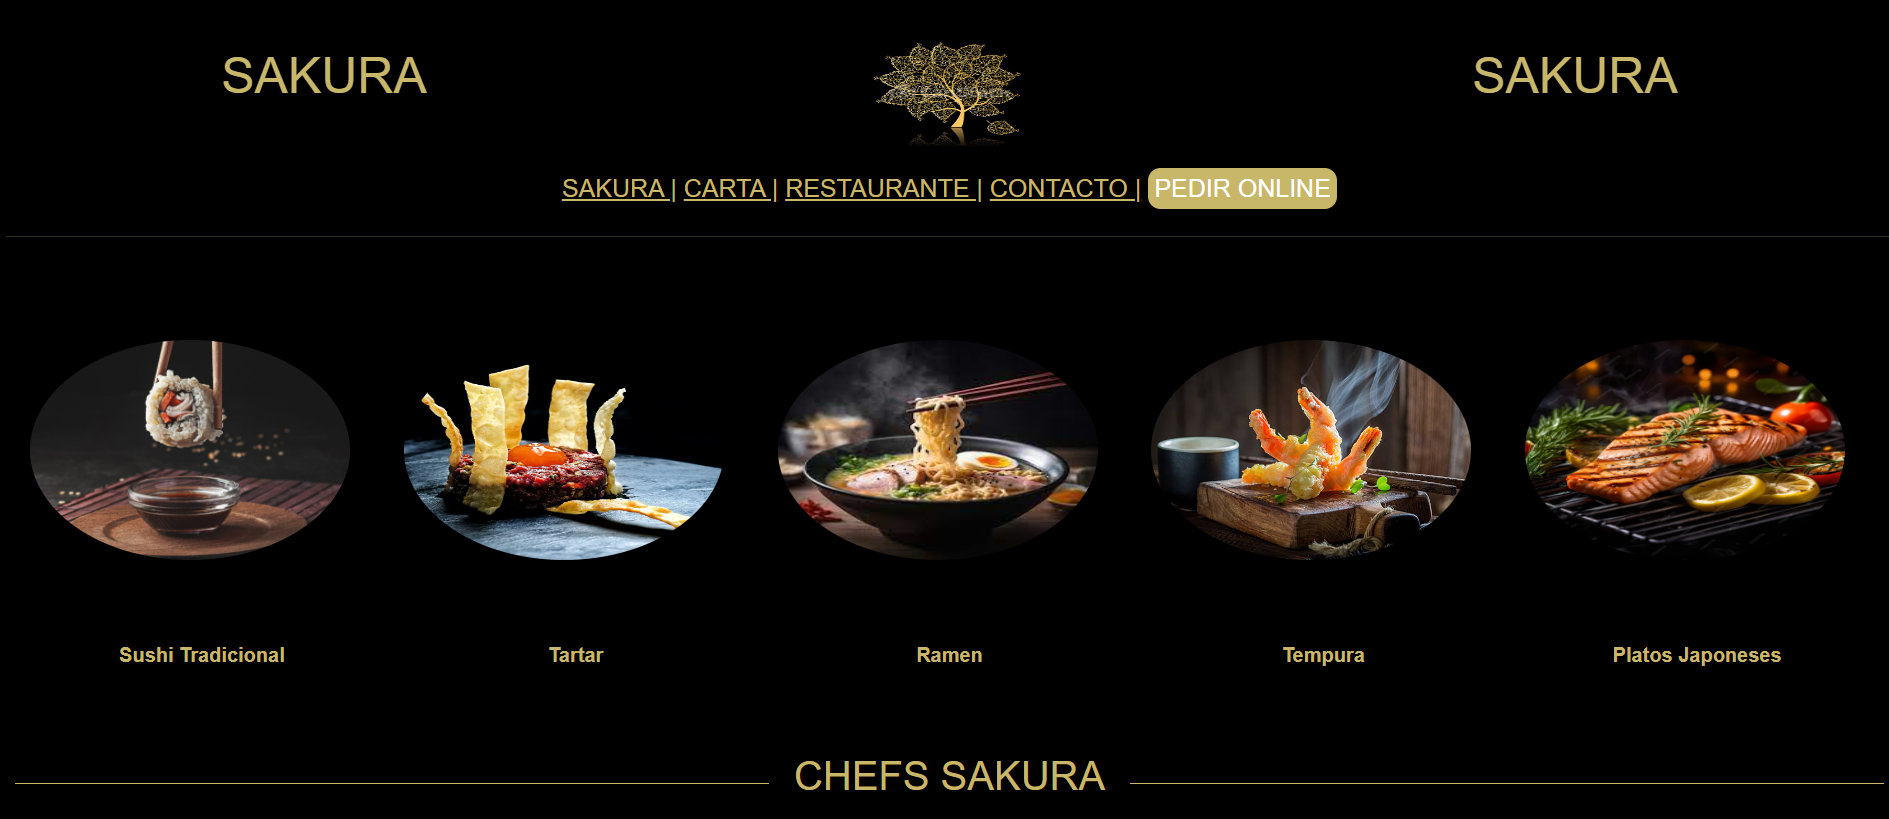 SAKURA SAKURA
SAKURA | CARTA | RESTAURANTE | CONTACTO | PEDIR ONLINE
Sushi Tradicional Tartar Ramen Tempura Platos Japoneses
CHEFS SAKURA